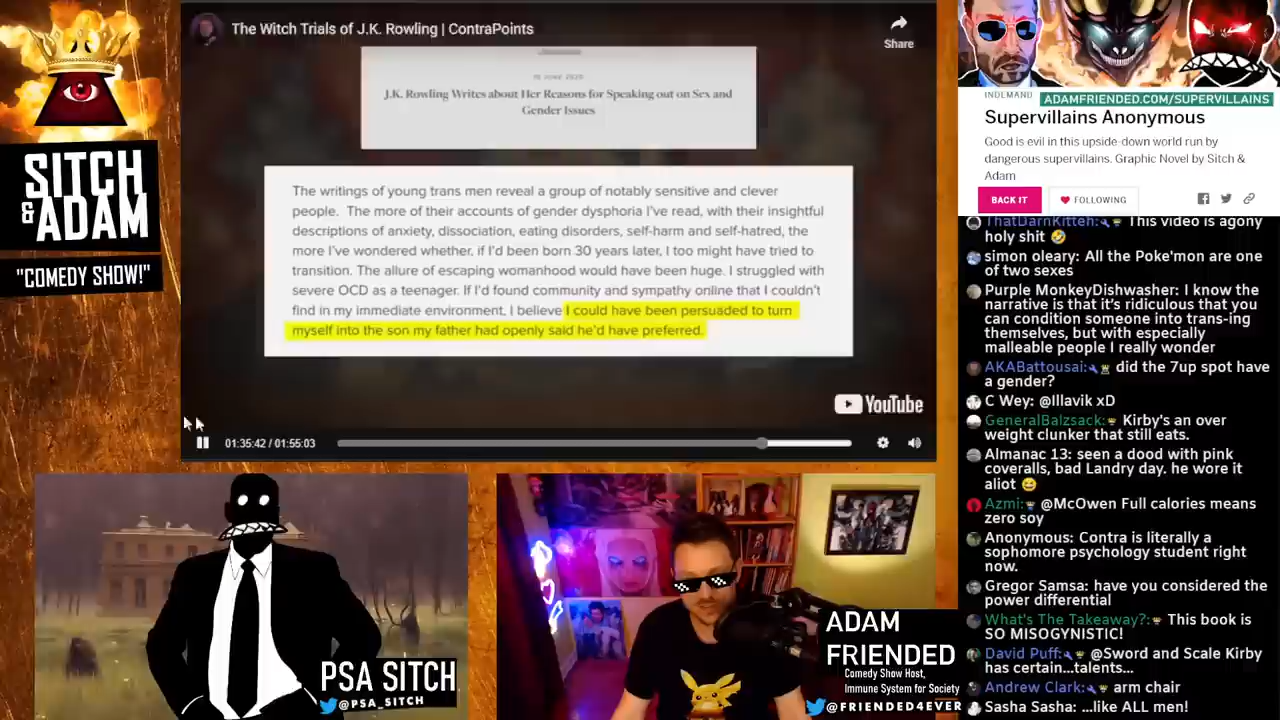 The Witch Trials of J.K. Rowling | ContraPoints
Share
10 JUNE 2020
J.K. Rowling Writes about Her Reasons for Speaking out on Sex and
Gender Issues
The writings of young trans men reveal a group of notably sensitive and clever
people.  The more of their accounts of gender dysphoria I've read, with their insightful
descriptions of anxiety, dissociation, eating disorders, self-harm and self-hatred, the
more I've wondered whether, if I'd been born 30 years later, I too might have tried to
transition. The allure of escaping womanhood would have been huge. I struggled with
severe OCD as a teenager. If I'd found community and sympathy online that I couldn't
find in my immediate environment, I believe I could have been persuaded to turn
myself into the son my father had openly said he'd have preferred.
YouTube
01:35:42 / 01:55:03
SITCH
& ADAM
"COMEDY SHOW!"
PSA SITCH
@PSA_SITCH
ADAM
FRIENDED
Comedy Show Host,
Immune System for Society
@FRIENDED4EVER
INDEMAND
ADAMFRIENDED.COM/SUPERVILLAINS
Supervillains Anonymous
Good is evil in this upside-down world run by
dangerous supervillains. Graphic Novel by Sitch &
Adam
BACK IT
FOLLOWING
ThatDarnKitteh: This video is agony
holy shit
simon oleary: All the Poke'mon are one
of two sexes
Purple MonkeyDishwasher: I know the
narrative is that it's ridiculous that you
can condition someone into trans-ing
themselves, but with especially
malleable people I really wonder
AKABattousai: did the 7up spot have
a gender?
C Wey: @Illavik xD
GeneralBalzsack: Kirby's an over
weight clunker that still eats.
Almanac 13: seen a dood with pink
coveralls, bad Landry day. he wore it
aliot
Azmi: @McOwen Full calories means
zero soy
Anonymous: Contra is literally a
sophomore psychology student right
now.
Gregor Samsa: have you considered the
power differential
What's The Takeaway?: This book is
SO MISOGYNISTIC!
David Puff: @Sword and Scale Kirby
has certain...talents...
Andrew Clark: arm chair
Sasha Sasha: ...like ALL men!